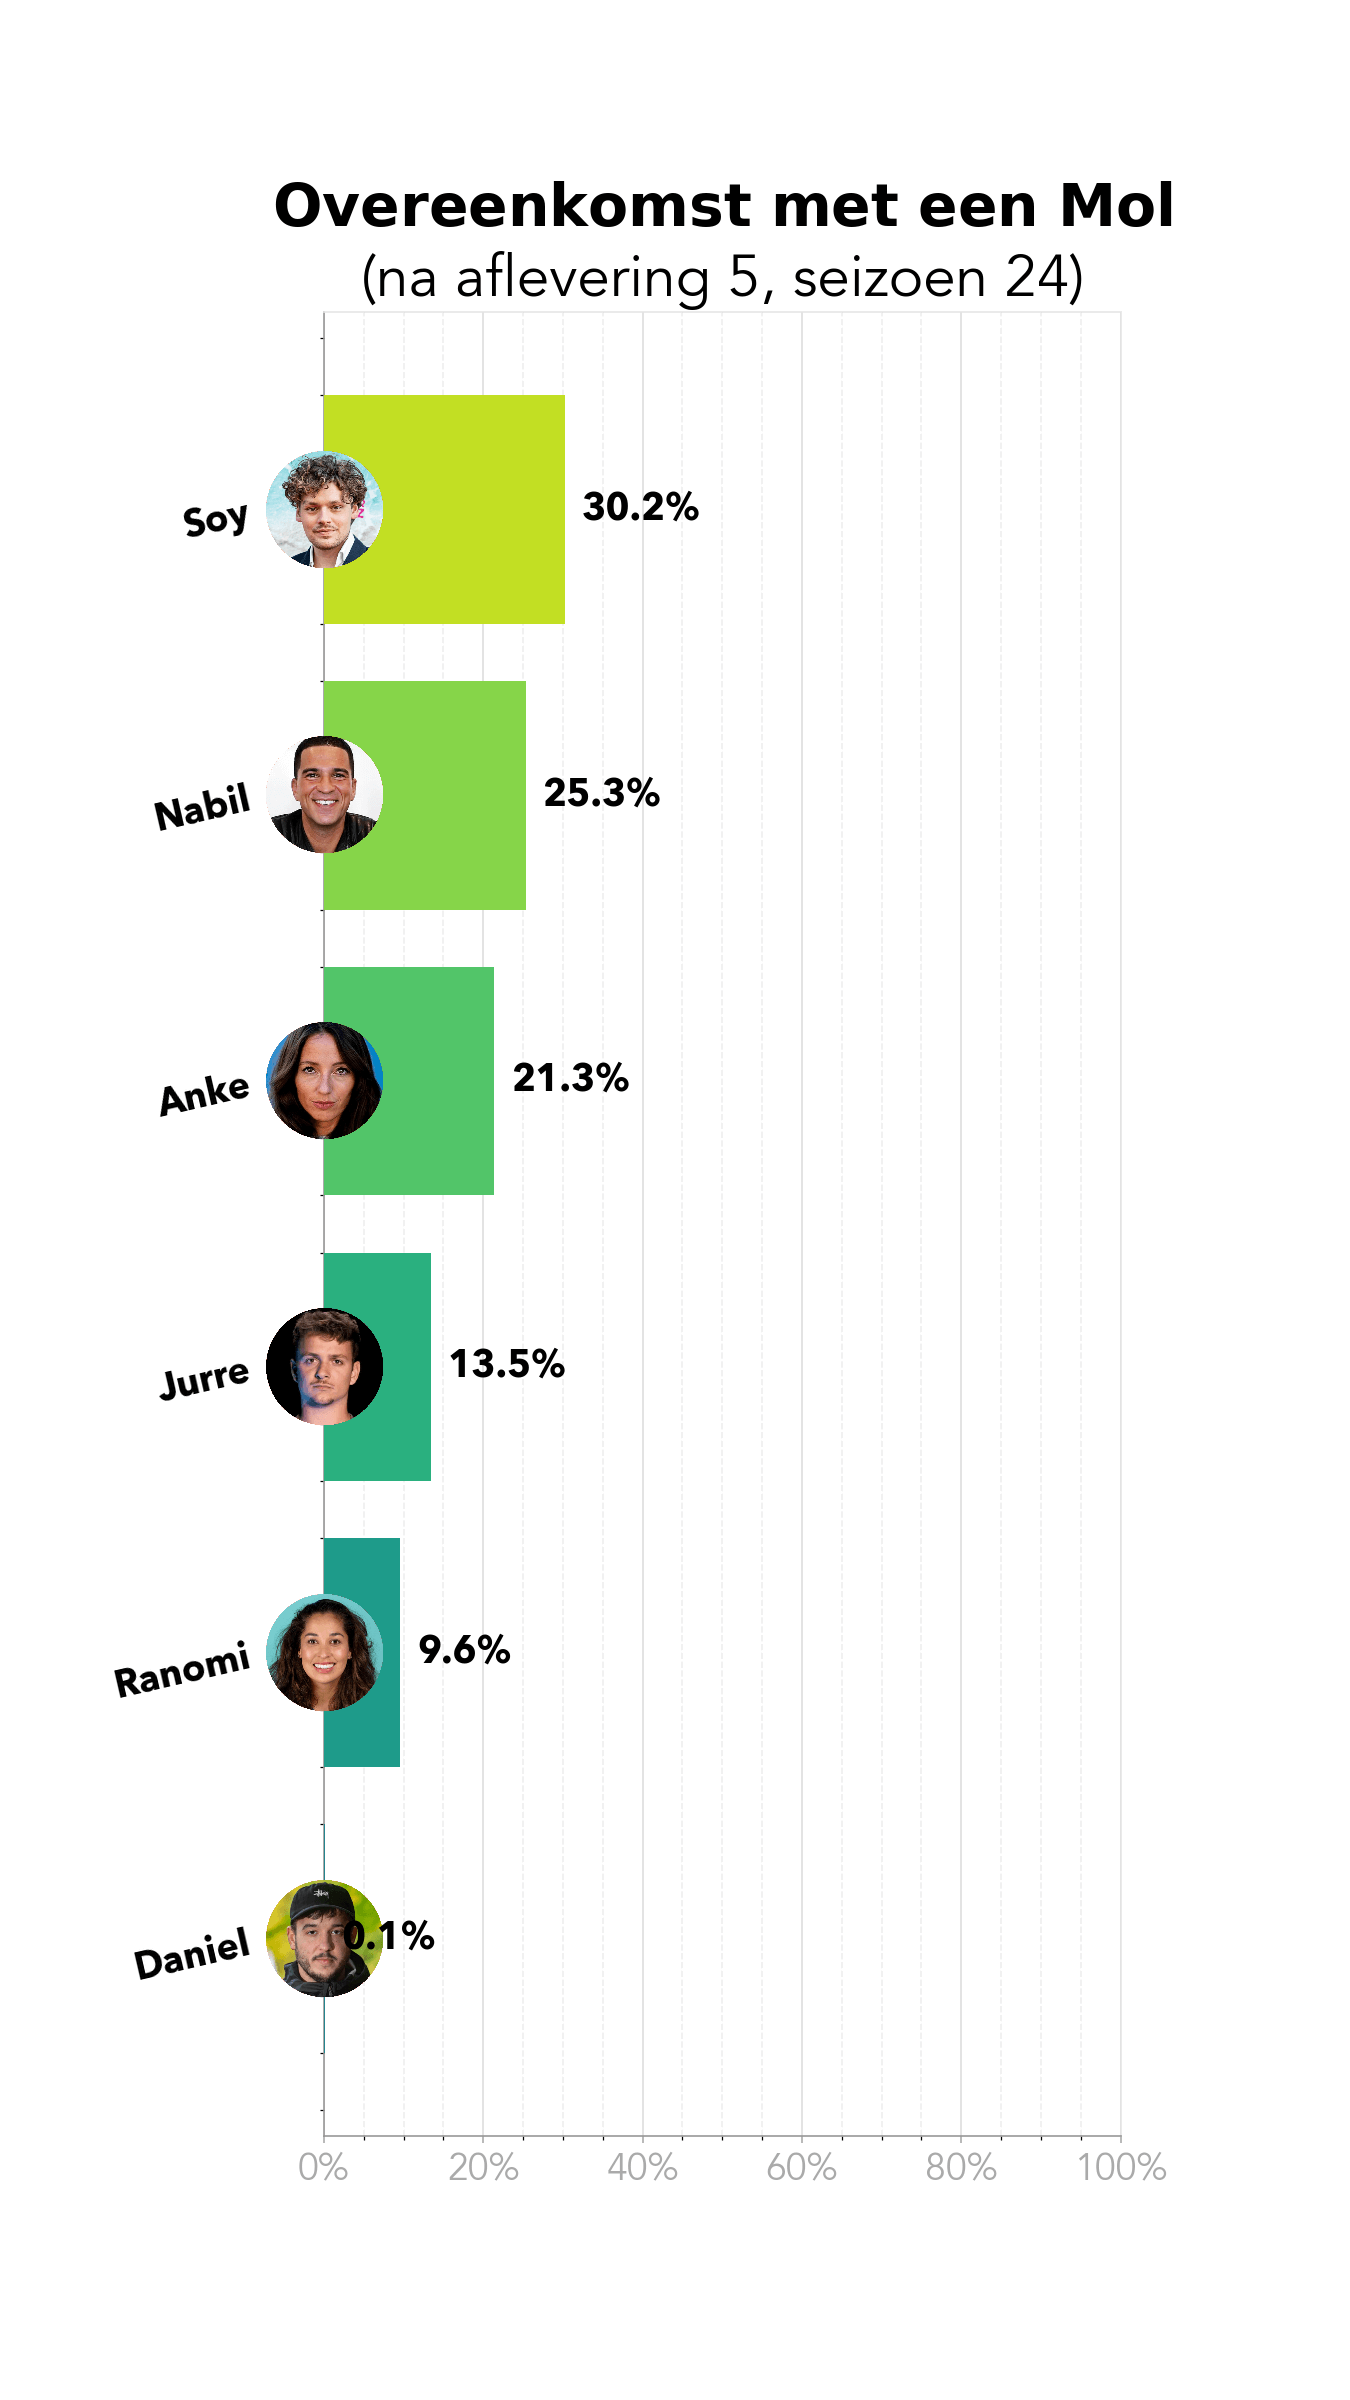 Overeenkomst met een Mol
(na aflevering 5, seizoen 24)
Soy 30.2%
Nabil 25.3%
Anke 21.3%
Jurre 13.5%
Ranomi 9.6%
Daniel 0.1%
0% 20% 40% 60% 80% 100%